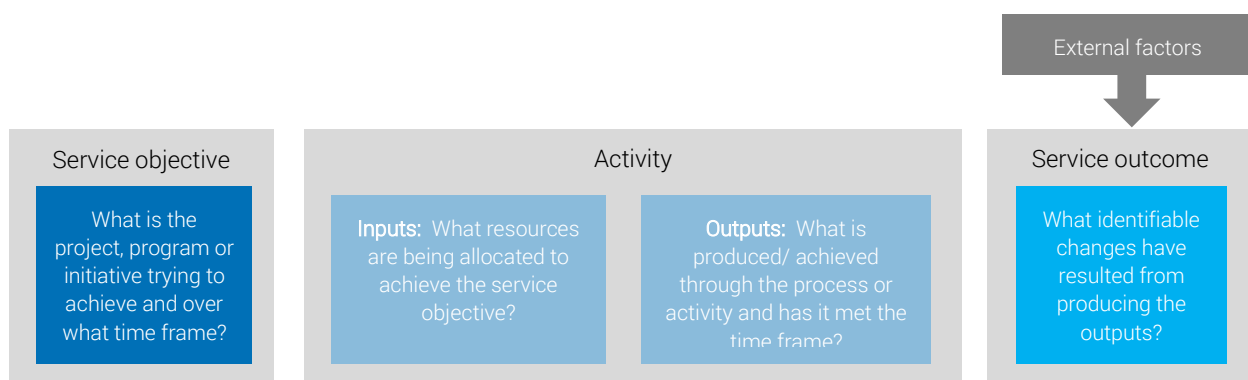 External factors
Service objective
What is the
project, program or
initiative trying to
achieve and over
what time frame?
Activity
Inputs:  What resources
are being allocated to
achieve the service
objective?
Outputs:  What is
produced/ achieved
through the process or
activity and has it met the
time frame?
Service outcome
What identifiable
changes have
resulted from
producing the
outputs?